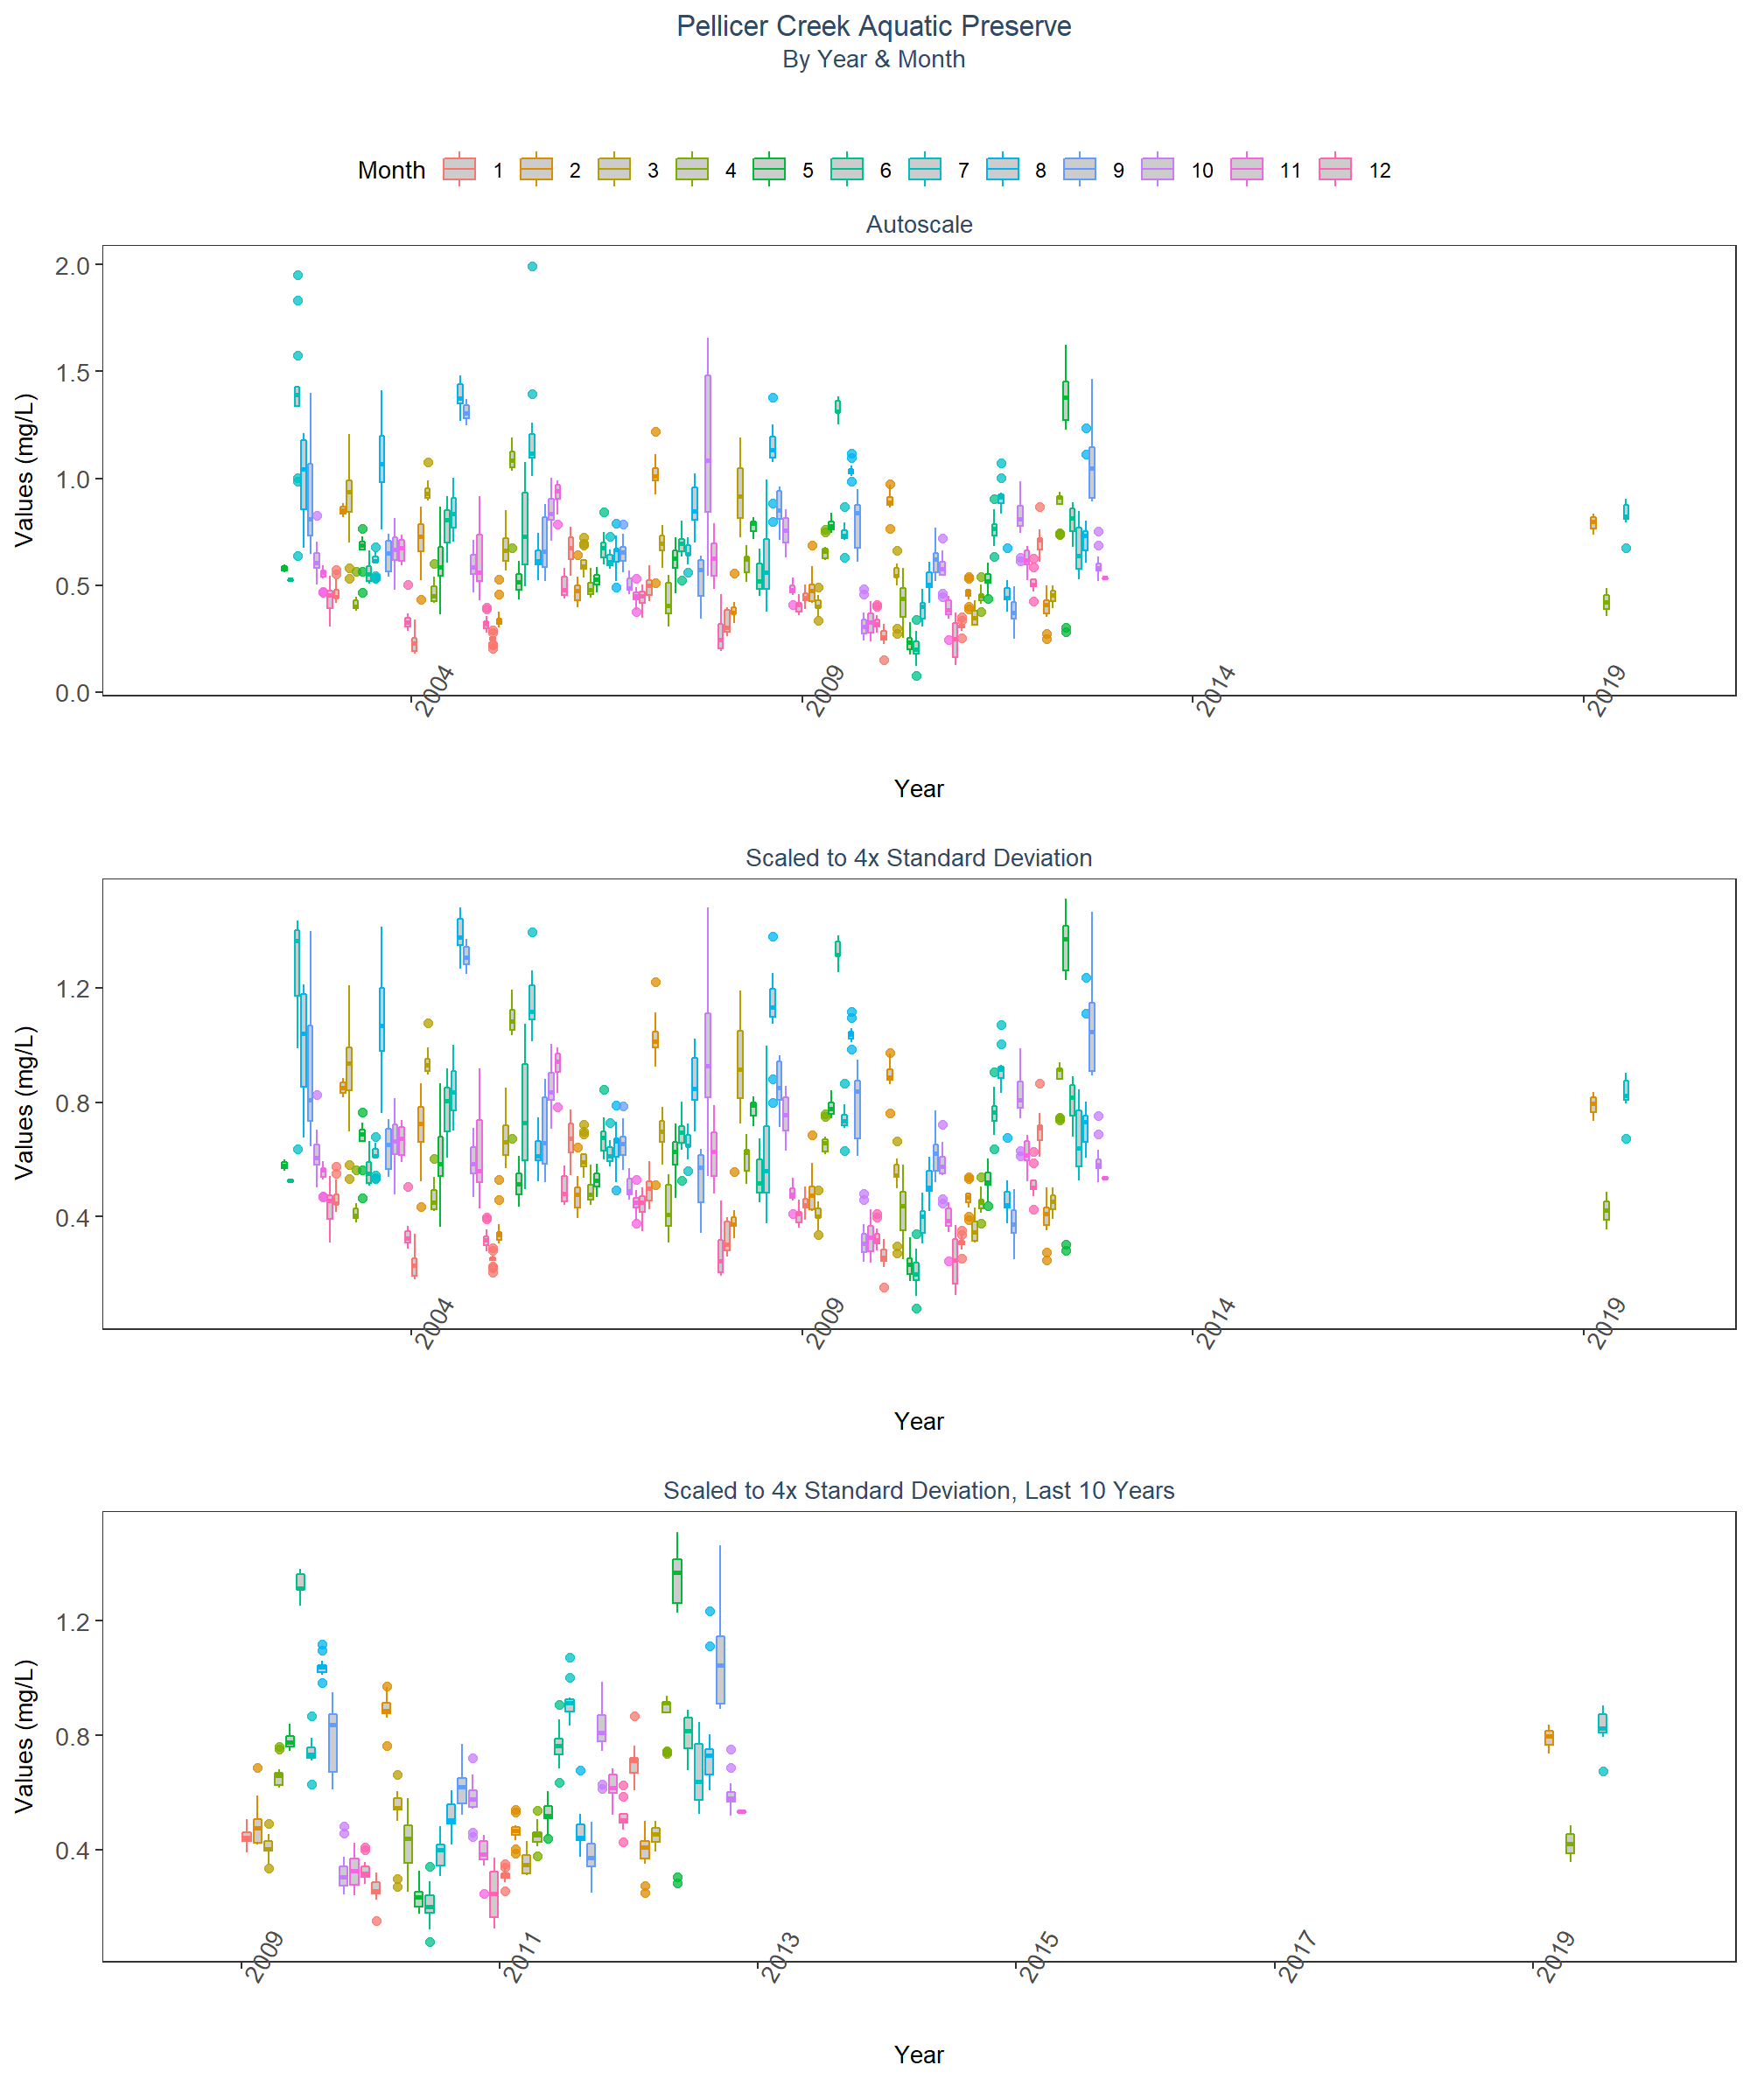 Pellicer Creek Aquatic Preserve
By Year & Month
Month 1 2 3 4 5 6 7 8 9 10 11 12
Autoscale
Values (mg/L)
2.0
1.5
1.0
0.5
0.0
2004 2009 2014 2019
Year
Scaled to 4x Standard Deviation
Values (mg/L)
1.2
0.8
0.4
2004 2009 2014 2019
Year
Scaled to 4x Standard Deviation, Last 10 Years
Values (mg/L)
1.2
0.8
0.4
2009 2011 2013 2015 2017 2019
Year